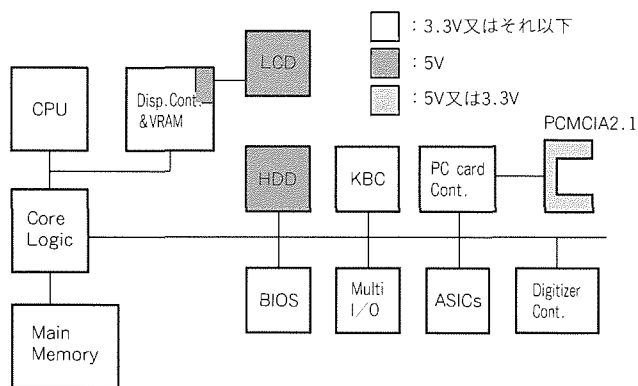 ：3.3V又はそれ以下
：5V
：5V又は3.3V
CPU
Disp.Cont.
&VRAM
LCD
PCMCIA2.1
HDD
KBC
PC card
Cont.
Core
Logic
BIOS
Multi
I/O
ASICs
Digitizer
Cont.
Main
Memory